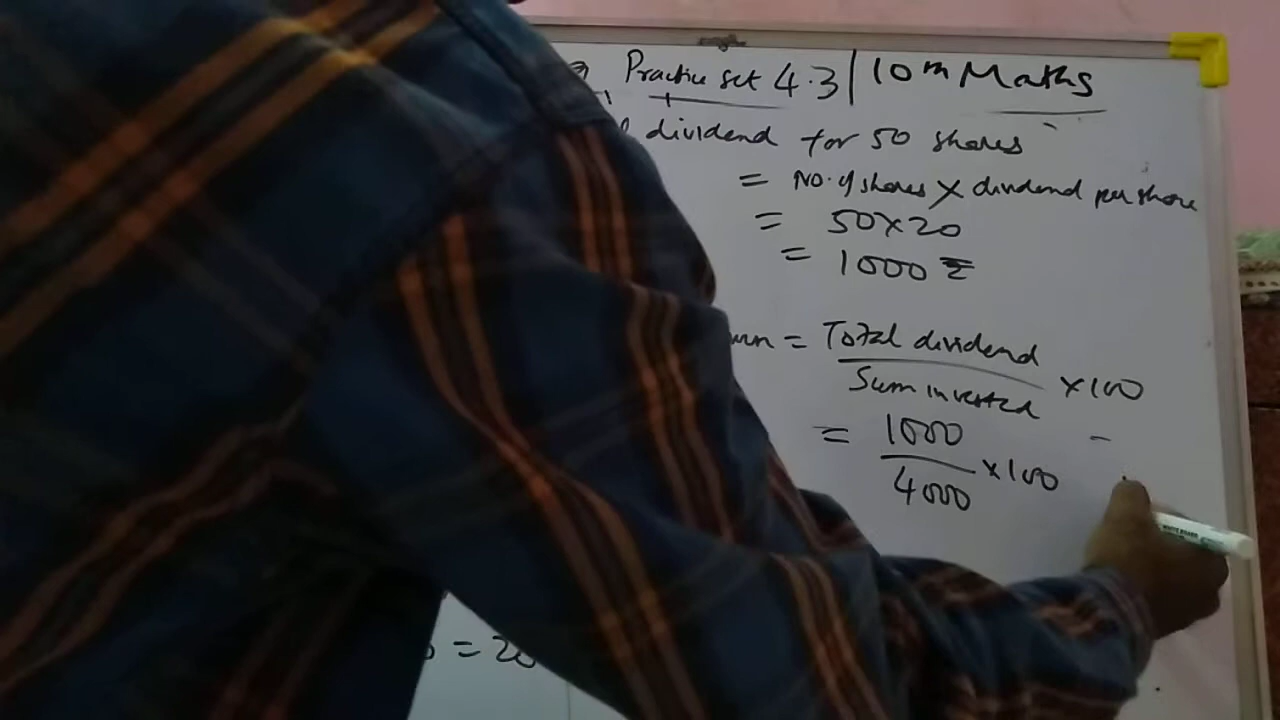 Practice set 4.3 | 10th Maths
dividend for 50 shares
= No. of shares × dividend per share
= 50×20
= 1000 ₹
= Total dividend
Sum invested ×100
= 1000
4000 ×100
= 20